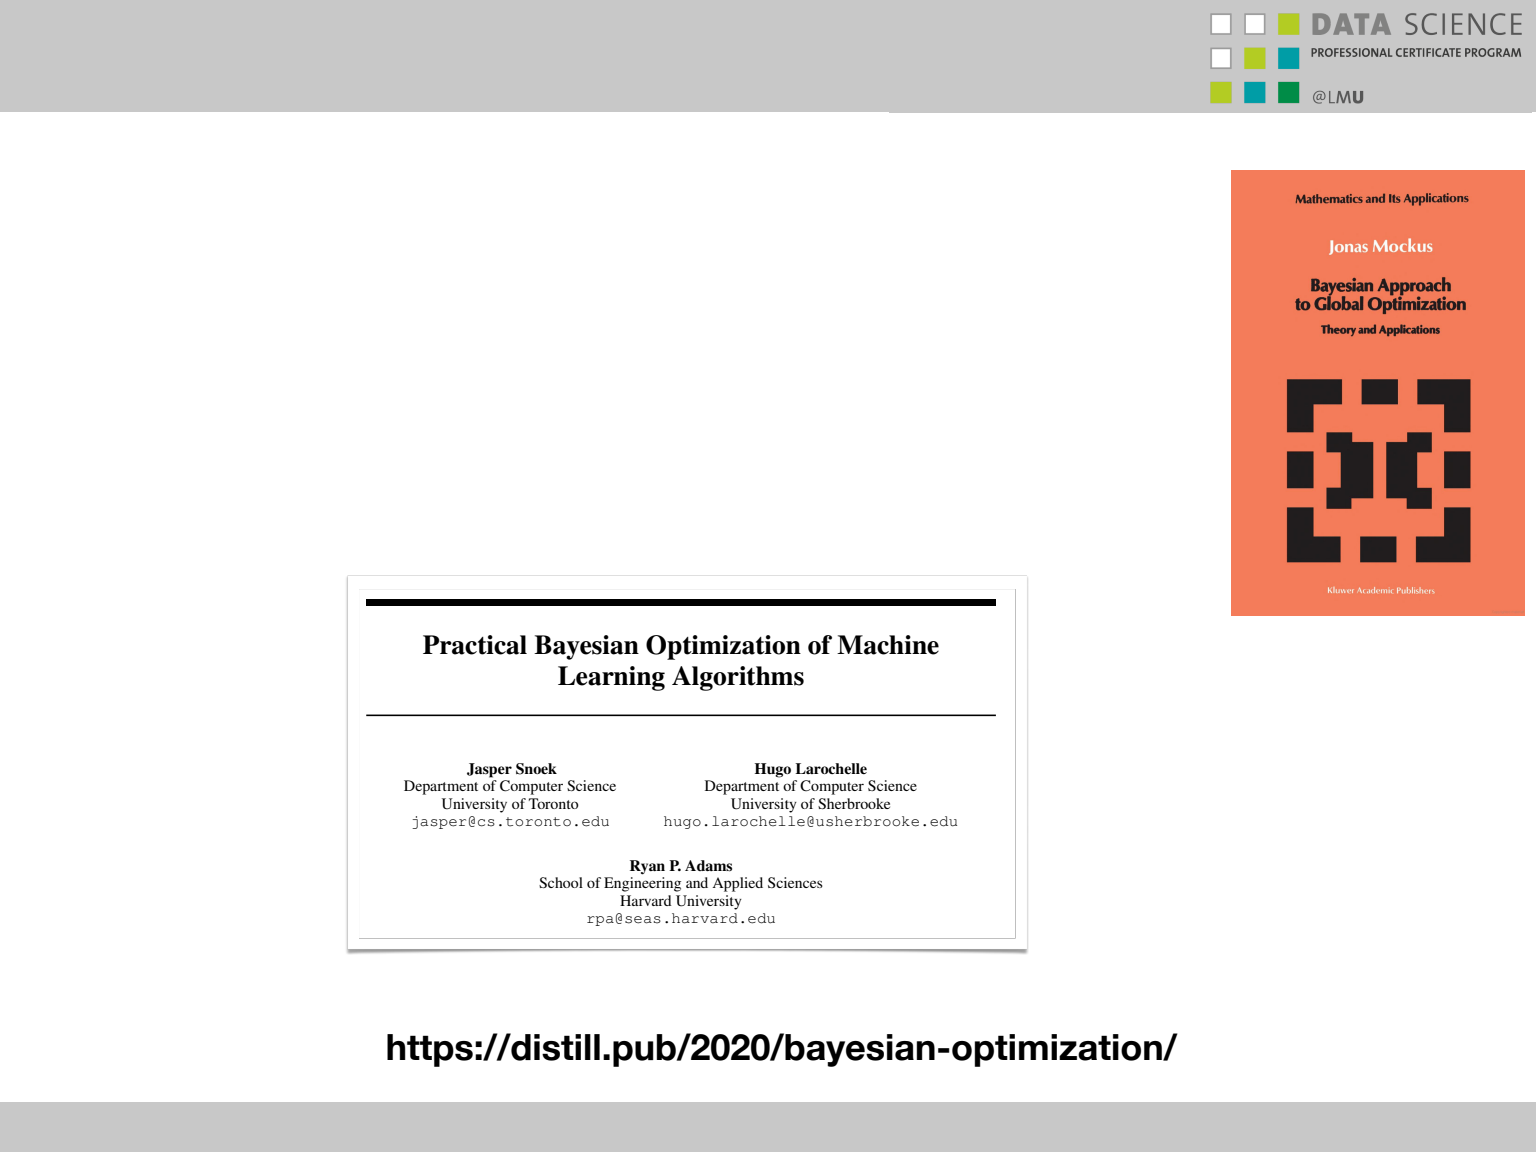 DATA SCIENCE
PROFESSIONAL CERTIFICATE PROGRAM
@LMU
Mathematics and Its Applications
Jonas Mockus
Bayesian Approach
to Global Optimization
Theory and Applications
Kluwer Academic Publishers
Practical Bayesian Optimization of Machine
Learning Algorithms
Jasper Snoek
Department of Computer Science
University of Toronto
jasper@cs.toronto.edu
Hugo Larochelle
Department of Computer Science
University of Sherbrooke
hugo.larochelle@usherbrooke.edu
Ryan P. Adams
School of Engineering and Applied Sciences
Harvard University
rpa@seas.harvard.edu
https://distill.pub/2020/bayesian-optimization/